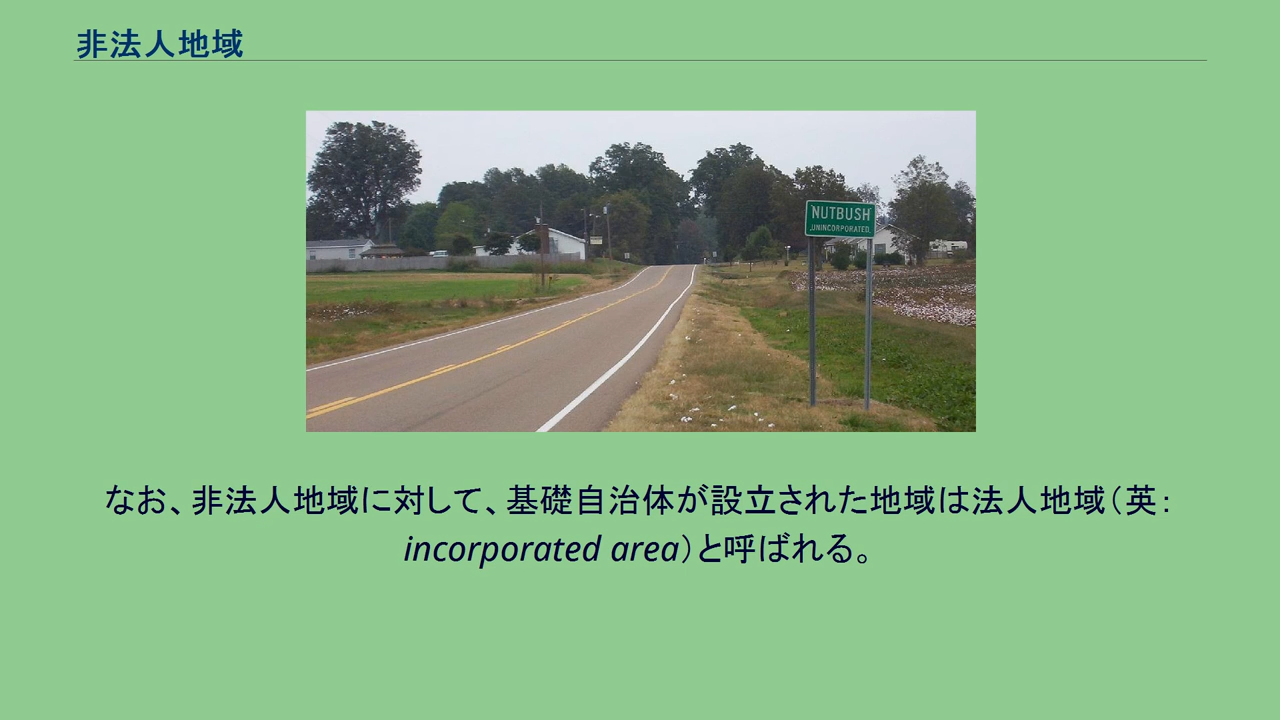 非法人地域
NUTBUSH
UNINCORPORATED
なお、非法人地域に対して、基礎自治体が設立された地域は法人地域（英：
incorporated area）と呼ばれる。